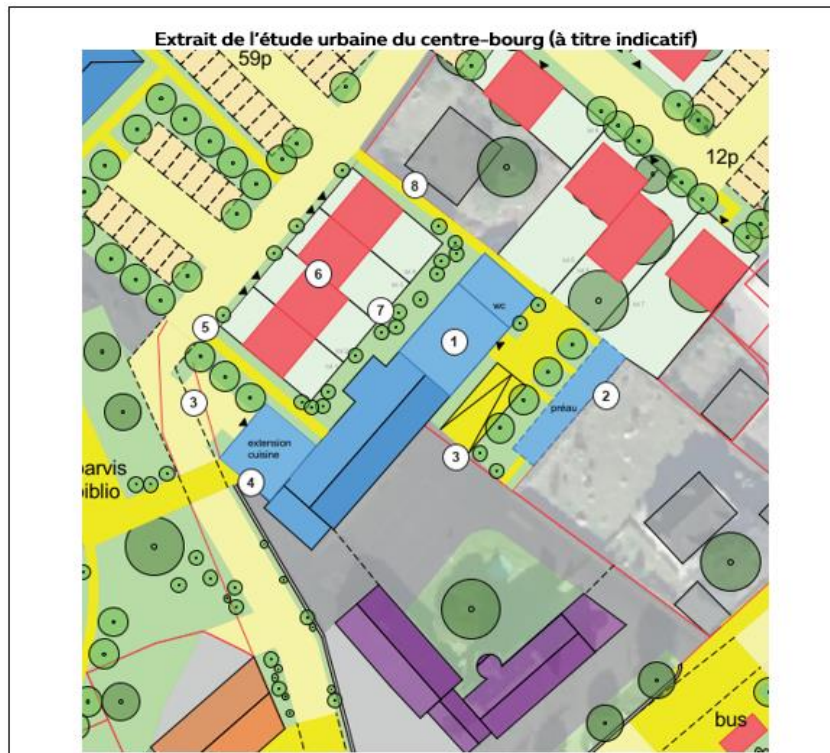 Extrait de l'étude urbaine du centre-bourg (à titre indicatif)
59p
12p
8
6
7
wc
5
1
2
3
préau
extension
cuisine
3
4
parvis
biblio
bus